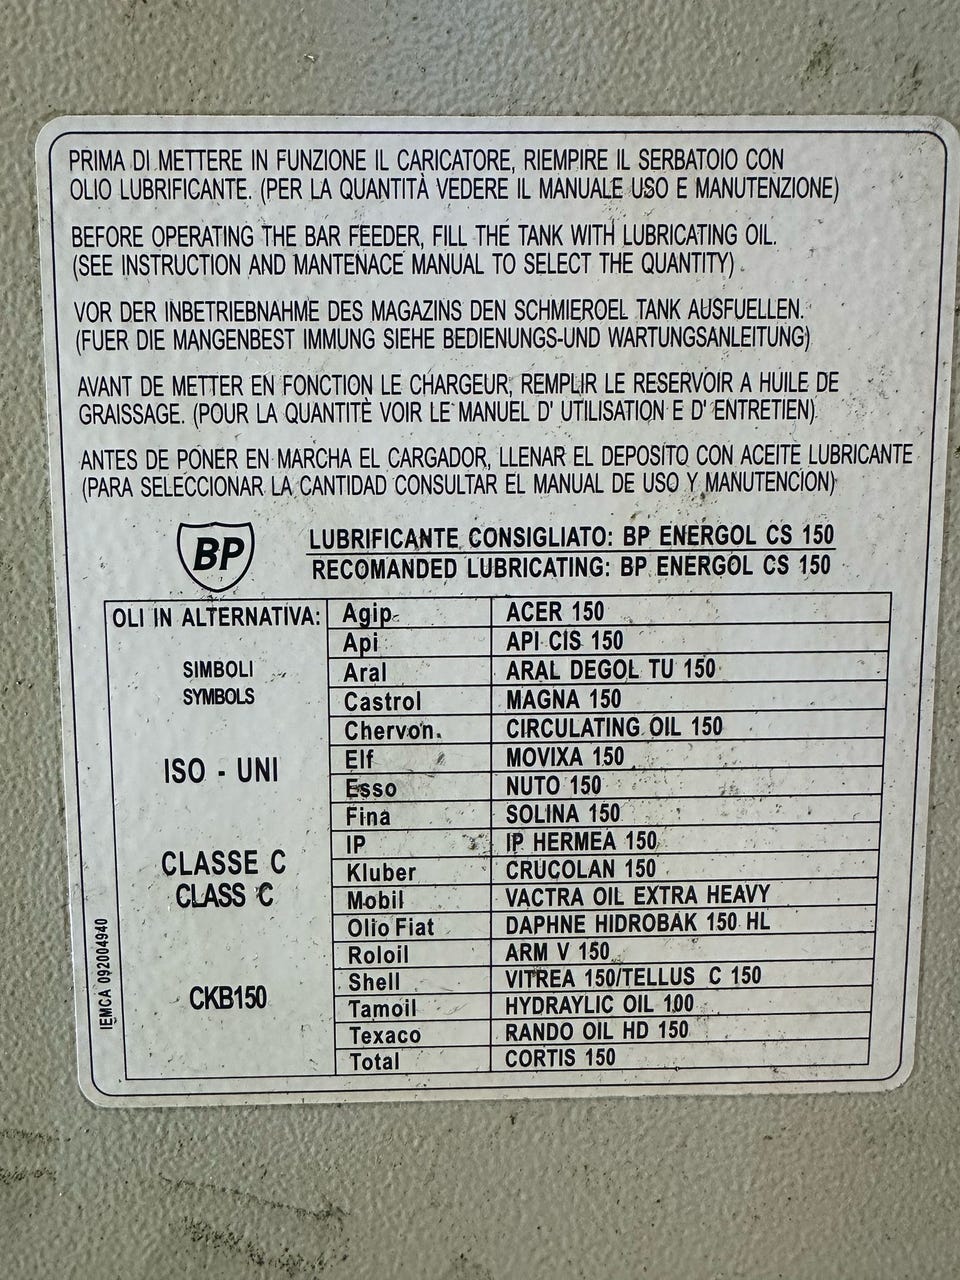 PRIMA DI METTERE IN FUNZIONE IL CARICATORE, RIEMPIRE IL SERBATOIO CON
OLIO LUBRIFICANTE. (PER LA QUANTITÀ VEDERE IL MANUALE USO E MANUTENZIONE)
BEFORE OPERATING THE BAR FEEDER, FILL THE TANK WITH LUBRICATING OIL.
(SEE INSTRUCTION AND MANTENACE MANUAL TO SELECT THE QUANTITY).
VOR DER INBETRIEBNAHME DES MAGAZINS DEN SCHMIEROEL TANK AUSFUELLEN.
(FUER DIE MANGENBEST IMMUNG SIEHE BEDIENUNGS-UND WARTUNGSANLEITUNG)
AVANT DE METTER EN FONCTION LE CHARGEUR, REMPLIR LE RESERVOIR A HUILE DE
GRAISSAGE. (POUR LA QUANTITÈ VOIR LE MANUEL D' UTILISATION E D' ENTRETIEN)
ANTES DE PONER EN MARCHA EL CARGADOR, LLENAR EL DEPOSITO CON ACEITE LUBRICANTE
(PARA SELECCIONAR LA CANTIDAD CONSULTAR EL MANUAL DE USO Y MANUTENCION)
BP
LUBRIFICANTE CONSIGLIATO: BP ENERGOL CS 150
RECOMANDED LUBRICATING: BP ENERGOL CS 150
OLI IN ALTERNATIVA:
SIMBOLI
SYMBOLS
ISO - UNI
CLASSE C
CLASS C
CKB150
Agip ACER 150
Api API CIS 150
Aral ARAL DEGOL TU 150
Castrol MAGNA 150
Chervon. CIRCULATING OIL 150
Elf MOVIXA 150
Esso NUTO 150
Fina SOLINA 150
IP IP HERMEA 150
Kluber CRUCOLAN 150
Mobil VACTRA OIL EXTRA HEAVY
Olio Fiat DAPHNE HIDROBAK 150 HL
Roloil ARM V 150
Shell VITREA 150/TELLUS C 150
Tamoil HYDRAYLIC OIL 100
Texaco RANDO OIL HD 150
Total CORTIS 150
IEMCA 092004940